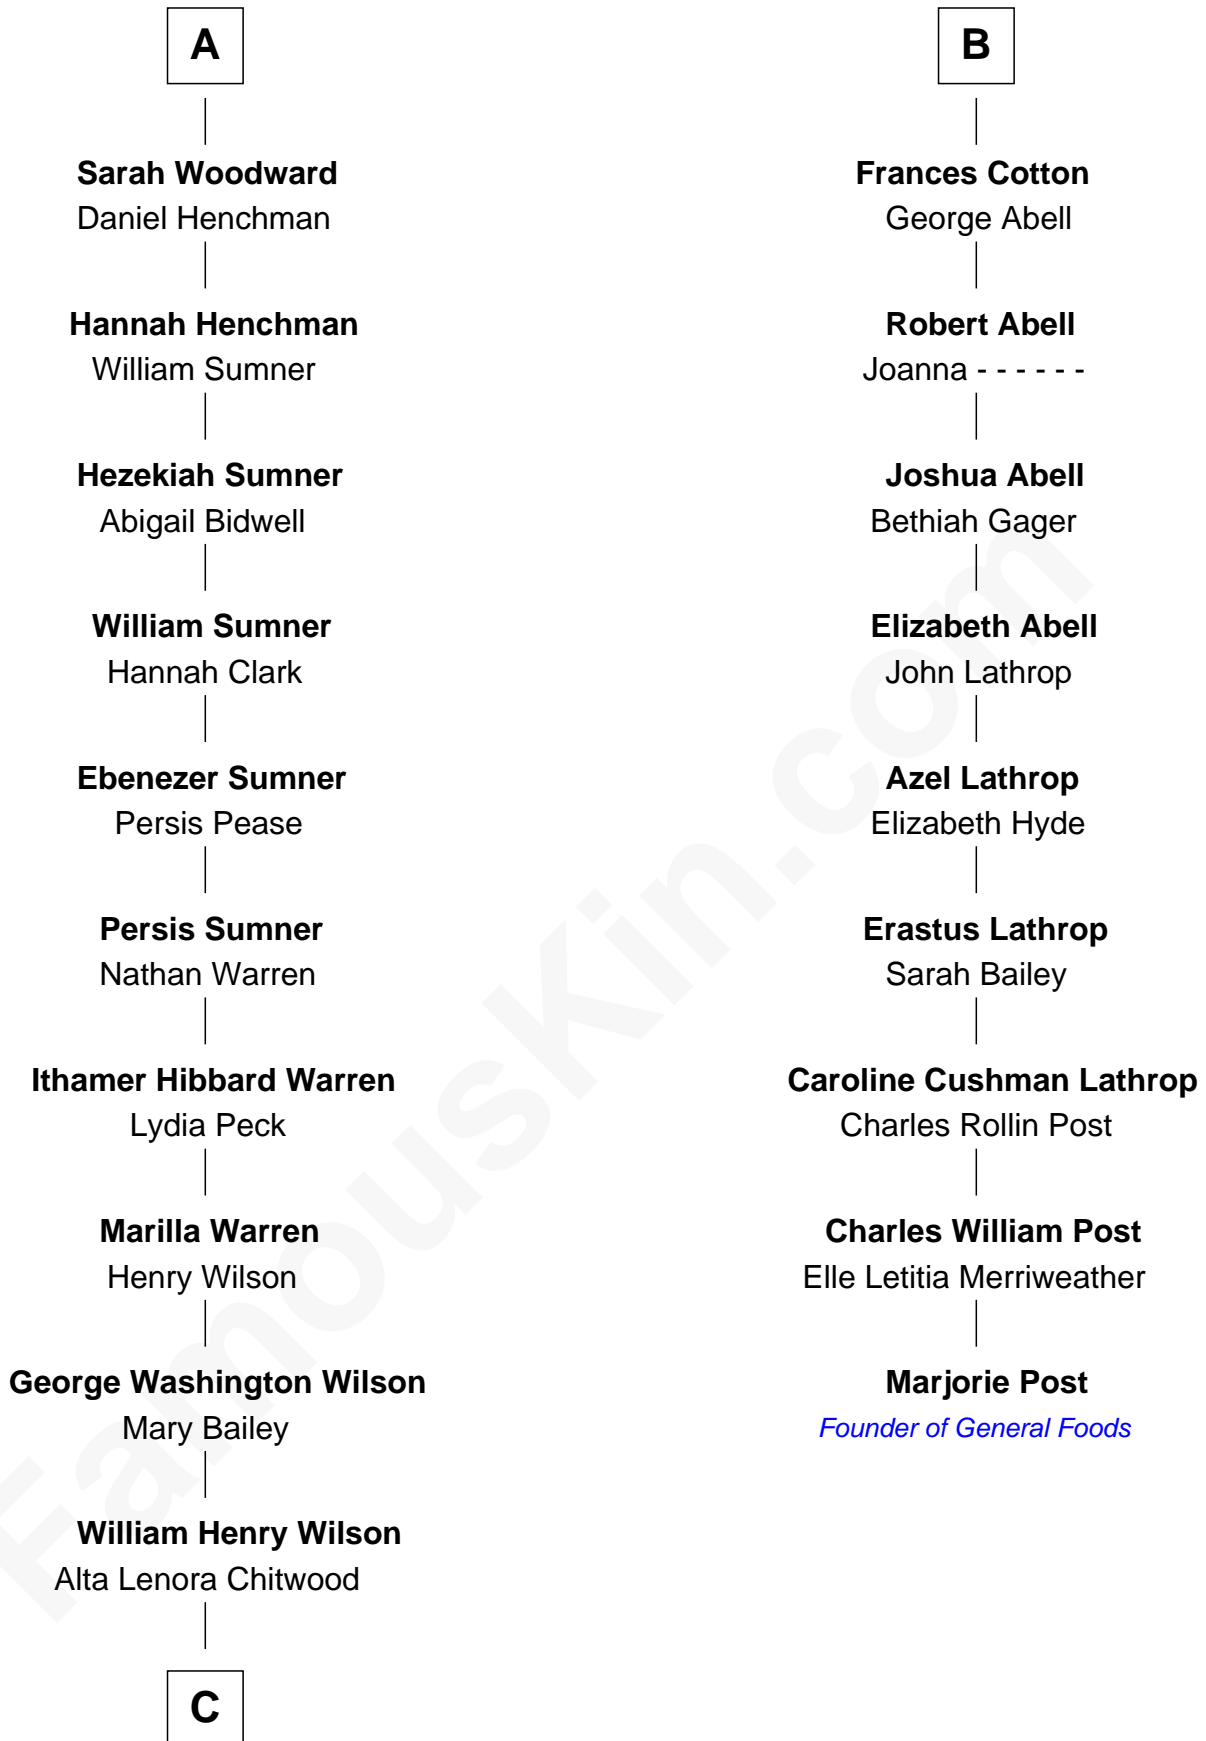 A
Sarah Woodward
Daniel Henchman
Hannah Henchman
William Sumner
Hezekiah Sumner
Abigail Bidwell
William Sumner
Hannah Clark
Ebenezer Sumner
Persis Pease
Persis Sumner
Nathan Warren
Ithamer Hibbard Warren
Lydia Peck
Marilla Warren
Henry Wilson
George Washington Wilson
Mary Bailey
William Henry Wilson
Alta Lenora Chitwood
C
B
Frances Cotton
George Abell
Robert Abell
Joanna - - - - - -
Joshua Abell
Bethiah Gager
Elizabeth Abell
John Lathrop
Azel Lathrop
Elizabeth Hyde
Erastus Lathrop
Sarah Bailey
Caroline Cushman Lathrop
Charles Rollin Post
Charles William Post
Elle Letitia Merriweather
Marjorie Post
Founder of General Foods
FamousKin.com